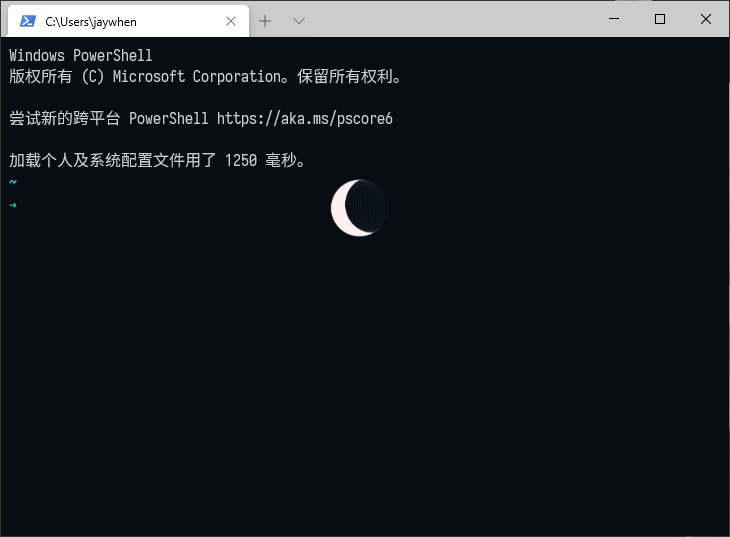 C:\Users\jaywhen
Windows PowerShell
版权所有 (C) Microsoft Corporation。保留所有权利。
尝试新的跨平台 PowerShell https://aka.ms/pscore6
加载个人及系统配置文件用了 1250 毫秒。
~
→